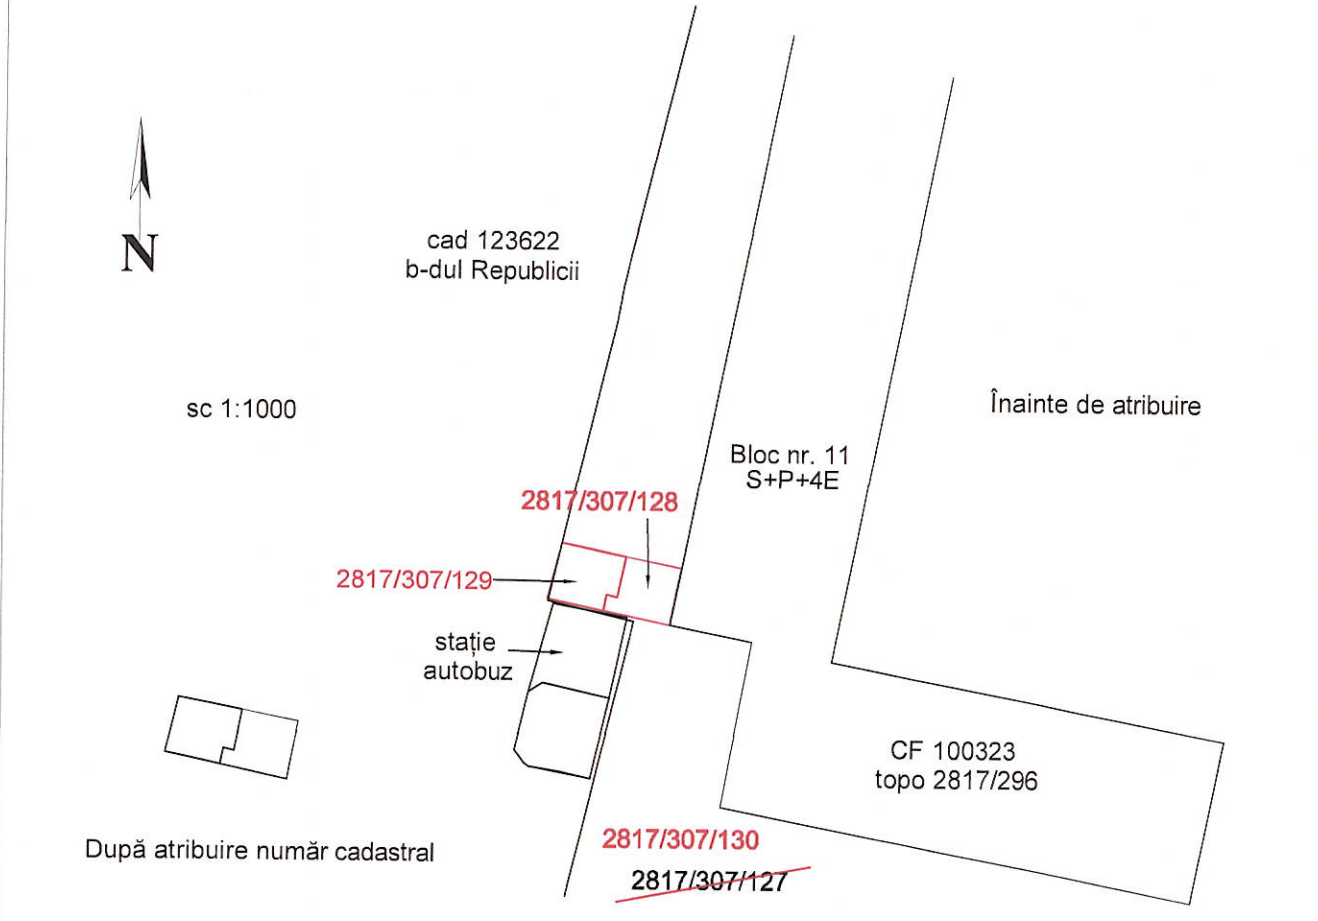 N
cad 123622
b-dul Republicii
sc 1:1000
Înainte de atribuire
Bloc nr. 11
S+P+4E
2817/307/128
2817/307/129
stație
autobuz
CF 100323
topo 2817/296
După atribuire număr cadastral
2817/307/130
2817/307/127